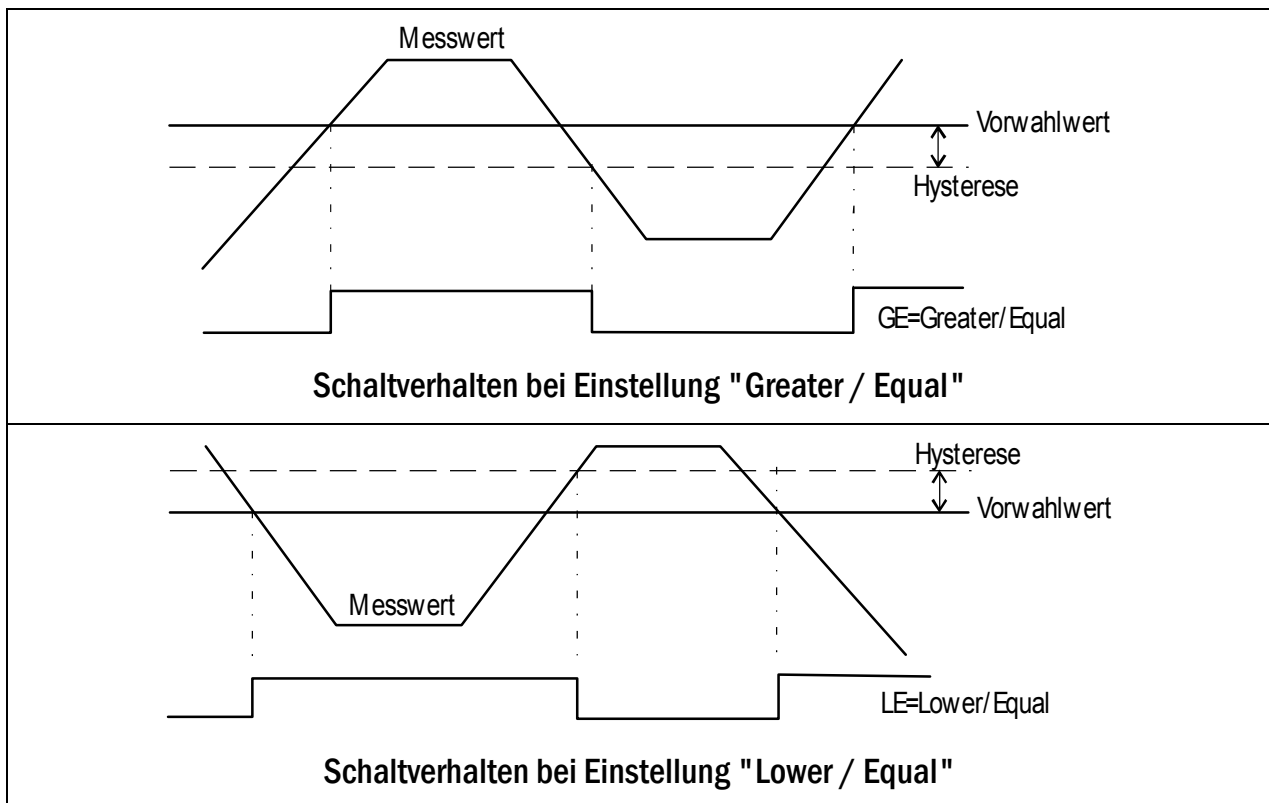 Messwert
Vorwahlwert
Hysterese
GE=Greater/Equal
Schaltverhalten bei Einstellung "Greater / Equal"
Hysterese
Vorwahlwert
Messwert
LE=Lower/Equal
Schaltverhalten bei Einstellung "Lower / Equal"